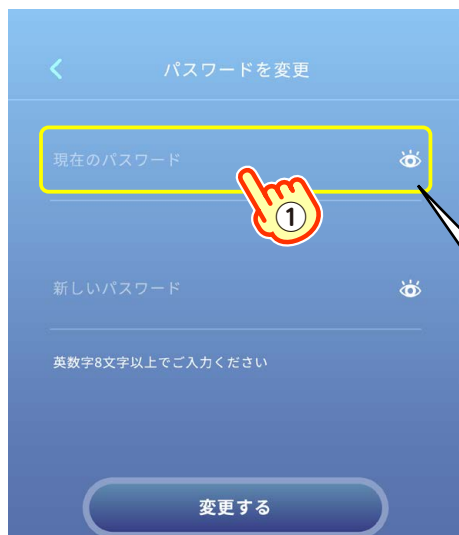 パスワードを変更
現在のパスワード
①
新しいパスワード
英数字8文字以上でご入力ください
変更する